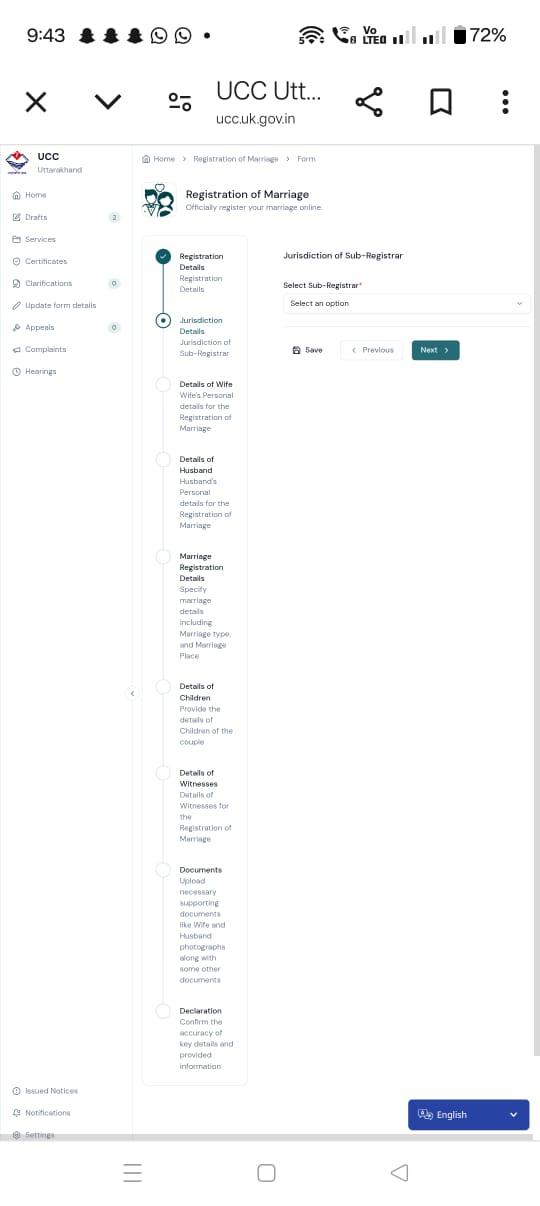 9:43
Vo
LTE
72%
UCC Utt...
ucc.uk.gov.in
UCC
Uttarakhand
Home
Drafts 2
Services
Certificates
Clarifications 0
Update form details
Appeals 0
Complaints
Hearings
Issued Notices
Notifications
Settings
Home > Registration of Marriage > Form
Registration of Marriage
Officially register your marriage online.
Registration
Details
Registration
Details
Jurisdiction
Details
Jurisdiction of
Sub-Registrar
Details of Wife
Wife's Personal
details for the
Registration of
Marriage
Details of
Husband
Husband's
Personal
details for the
Registration of
Marriage
Marriage
Registration
Details
Specify
marriage
details
including
Marriage type,
and Marriage
Place
Details of
Children
Provide the
details of
Children of the
couple
Details of
Witnesses
Details of
Witnesses for
the
Registration of
Marriage
Documents
Upload
necessary
supporting
documents
like Wife and
Husband
photographs
along with
some other
documents
Declaration
Confirm the
accuracy of
key details and
provided
information
Jurisdiction of Sub-Registrar
Select Sub-Registrar*
Select an option
Save
Previous
Next
English